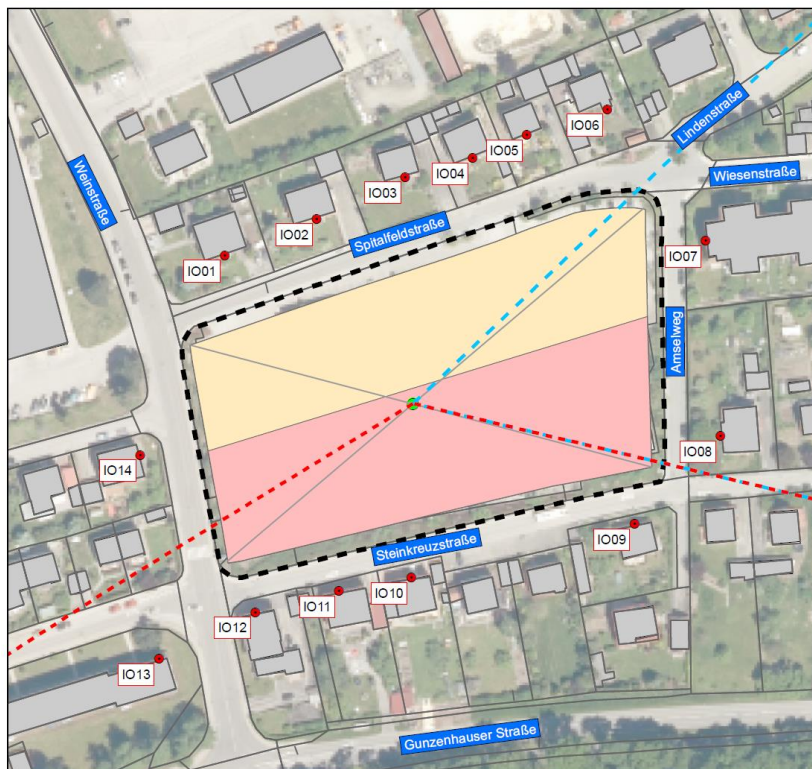 Lindenstraße
IO06
IO05
IO04
Wiesenstraße
IO03
Weinstraße
IO02
Spitalfeldstraße
IO07
IO01
Amselweg
IO08
IO14
IO09
Steinkreuzstraße
IO10
IO11
IO12
IO13
Gunzenhauser Straße